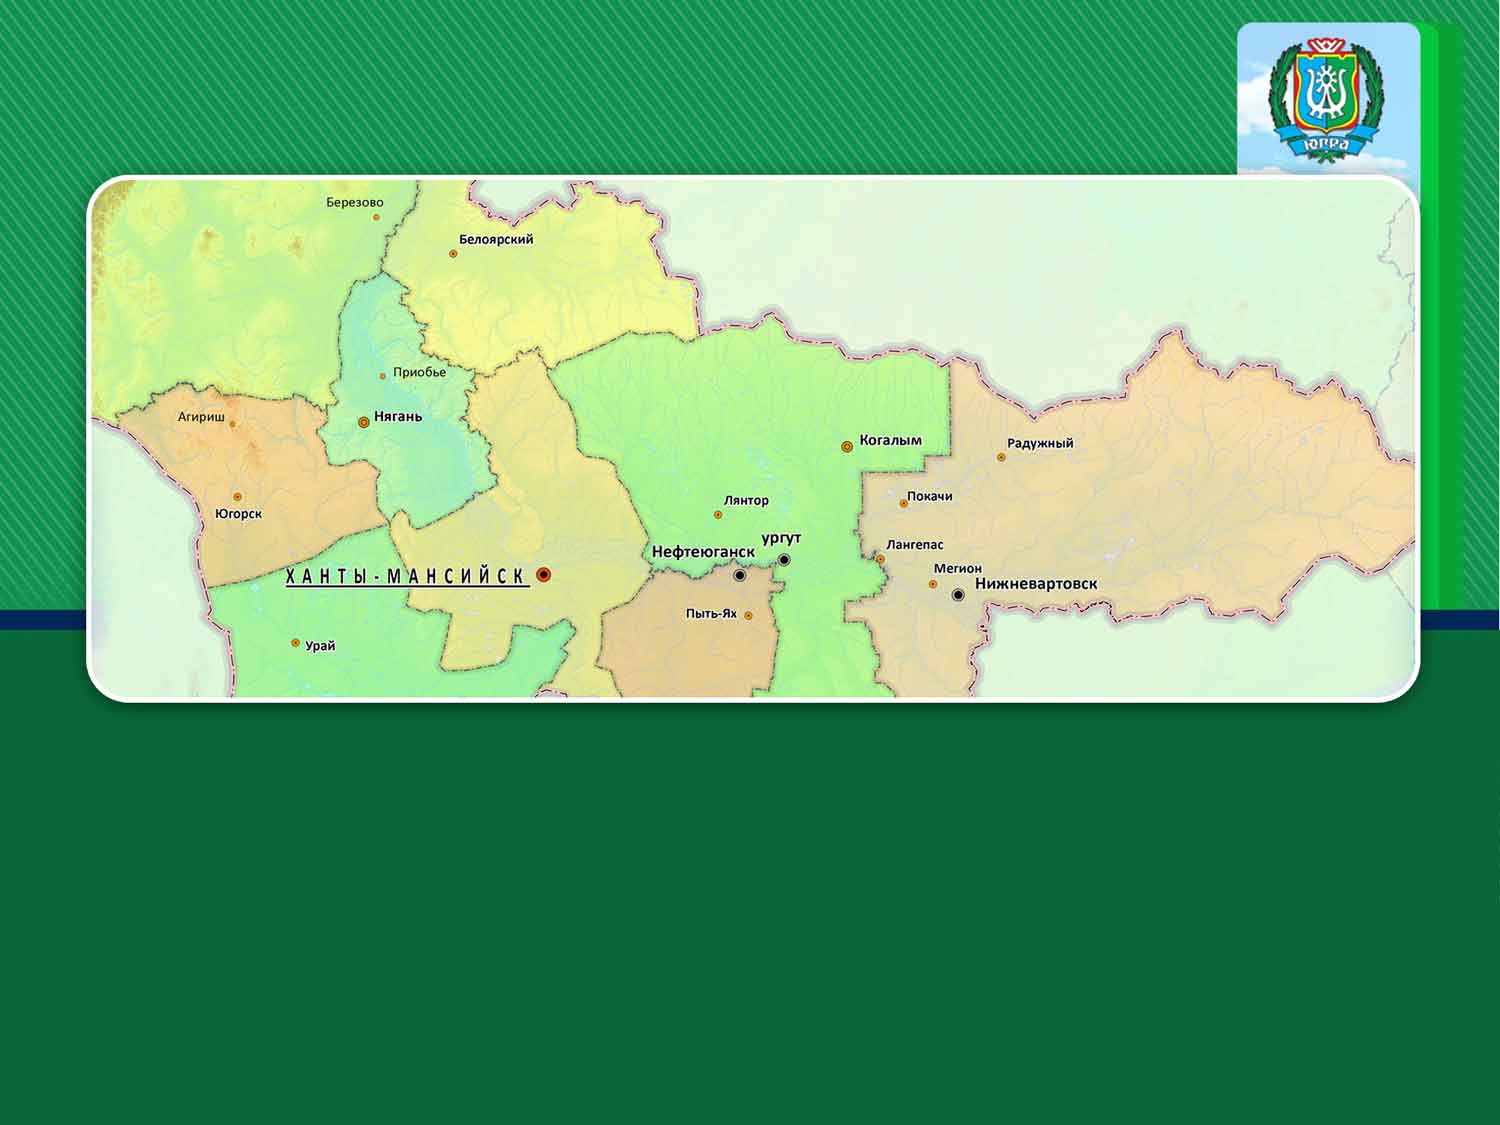 ЮГРА
Березово
Белоярский
Приобье
Агириш
Нягань
Когалым
Радужный
Югорск
Лянтор
Покачи
ургут
Нефтеюганск
Лангепас
ХАНТЫ-МАНСИЙСК
Мегион
Нижневартовск
Пыть-Ях
Урай